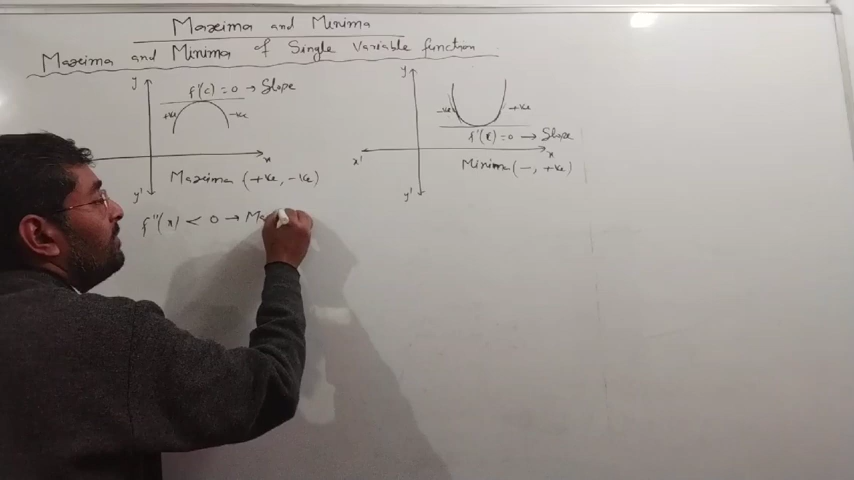 Maxima and Minima
Maxima and Minima of Single Variable function
y
f'(c) = 0 → Slope
+ve
-ve
x
y'
Maxima (+ve, -ve)
f''(x) < 0 → Ma
y
-ve
+ve
f'(x) = 0 → Slope
x'
x
Minima (-, +ve)
y'